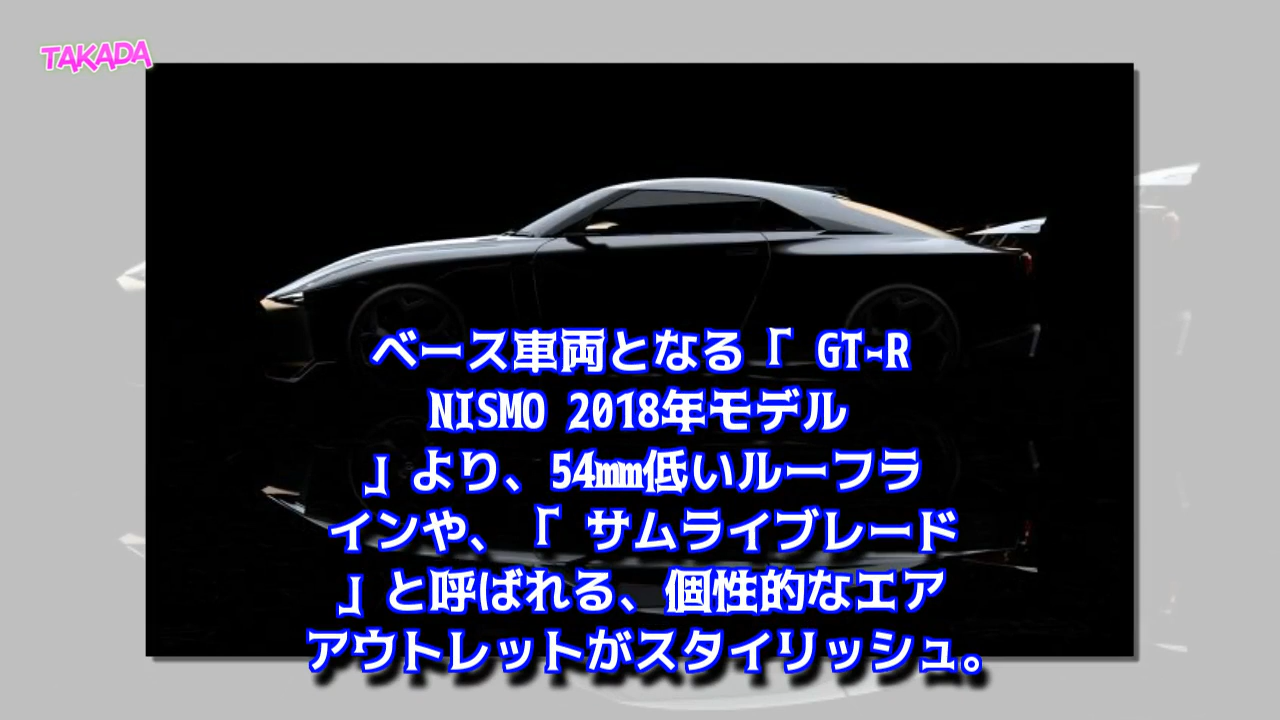 TAKADA
ベース車両となる「 GT-R
NISMO 2018年モデル
」より、54mm低いルーフラ
インや、「 サムライブレード
」と呼ばれる、個性的なエア
アウトレットがスタイリッシュ。